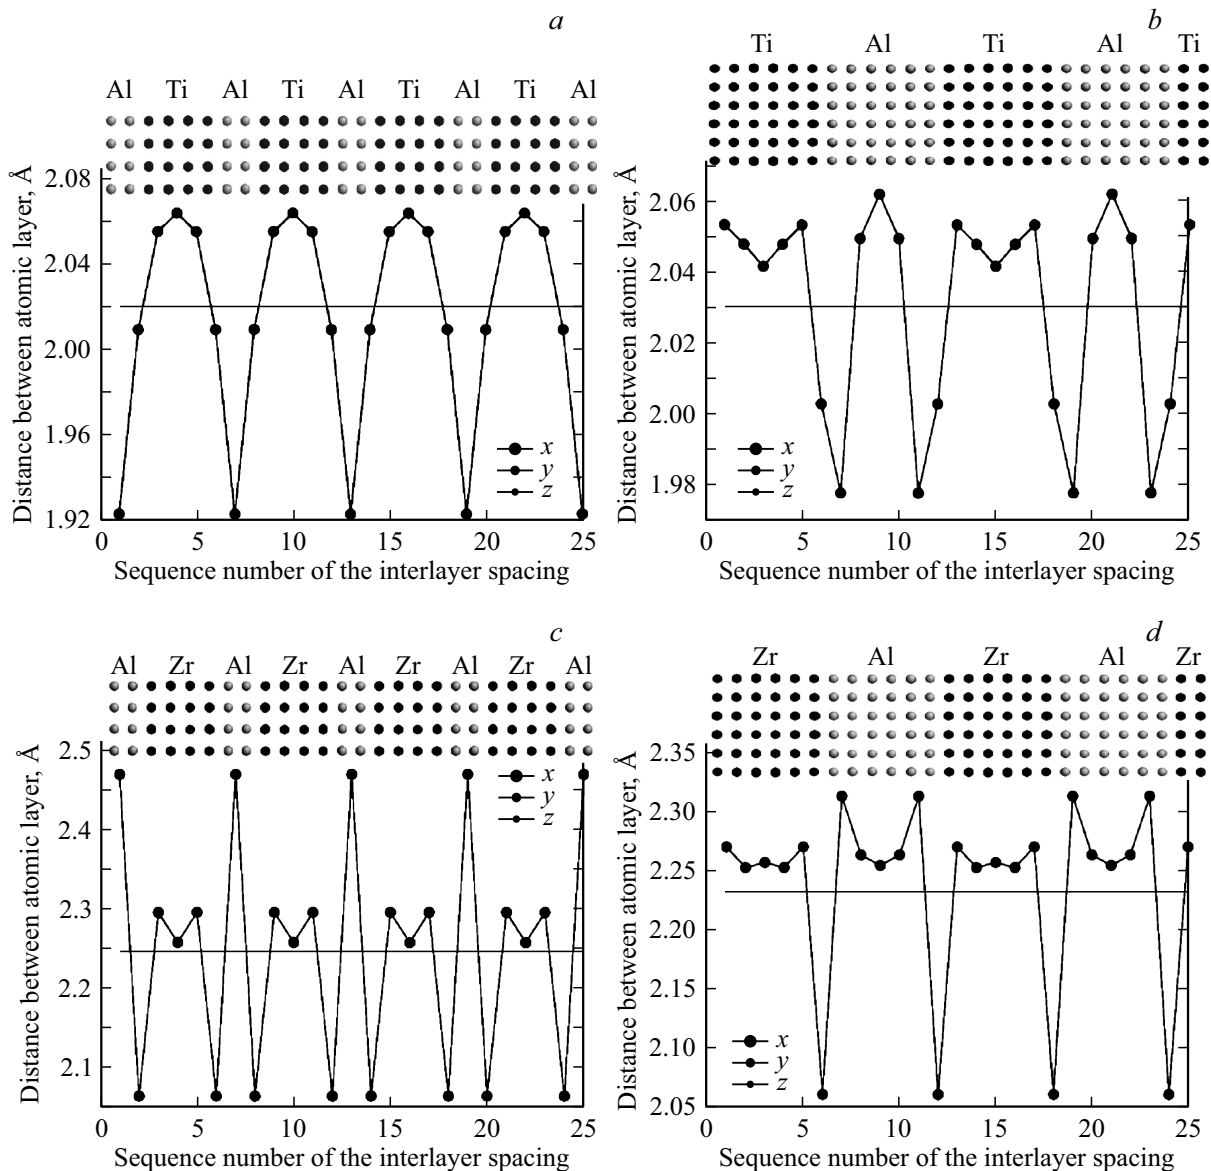 a
Al Ti Al Ti Al Ti Al Ti Al
Distance between atomic layer, Å
2.08
2.04
2.00
1.96
1.92
x
y
z
0 5 10 15 20 25
Sequence number of the interlayer spacing
b
Ti Al Ti Al Ti
Distance between atomic layer, Å
2.06
2.04
2.02
2.00
1.98
x
y
z
0 5 10 15 20 25
Sequence number of the interlayer spacing
c
Al Zr Al Zr Al Zr Al Zr Al
Distance between atomic layer, Å
2.5
2.4
2.3
2.2
2.1
x
y
z
0 5 10 15 20 25
Sequence number of the interlayer spacing
d
Zr Al Zr Al Zr
Distance between atomic layer, Å
2.35
2.30
2.25
2.20
2.15
2.10
2.05
x
y
z
0 5 10 15 20 25
Sequence number of the interlayer spacing